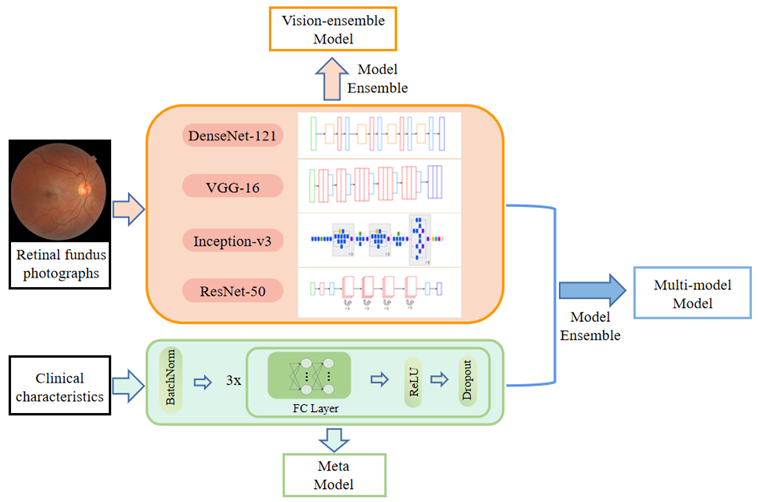 Vision-ensemble
Model
Model
Ensemble
DenseNet-121
VGG-16
Inception-v3
ResNet-50
Retinal fundus
photographs
Multi-model
Model
Model
Ensemble
Clinical
characteristics
BatchNorm
3x
FC Layer
ReLU
Dropout
Meta
Model